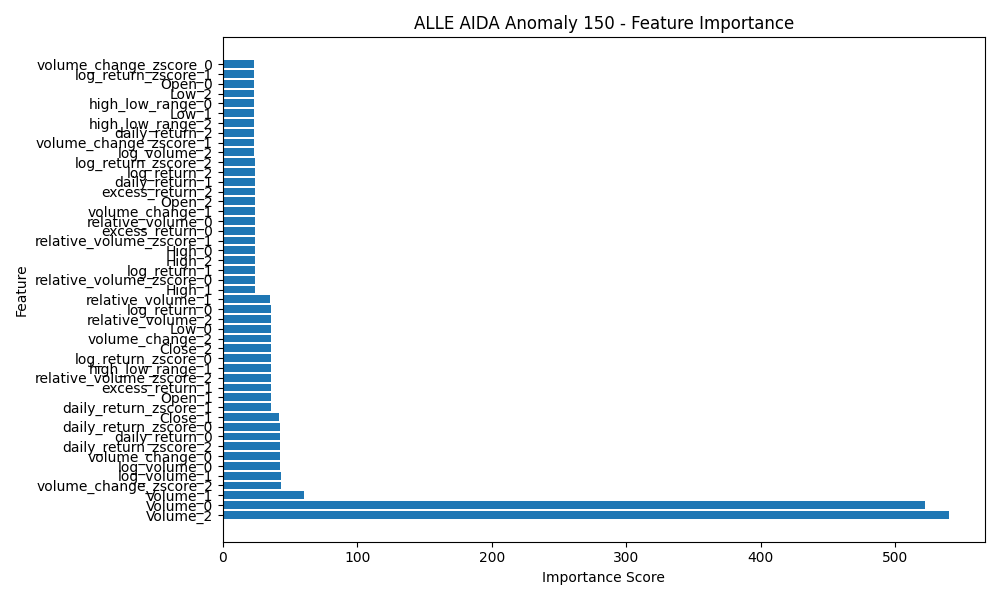 ALLE AIDA Anomaly 150 - Feature Importance
volume_change_zscore_0
log_return_zscore_1
Open_0
Low_2
high_low_range_0
Low_1
high_low_range_2
daily_return_2
volume_change_zscore_1
log_volume_2
log_return_zscore_2
log_return_2
daily_return_1
excess_return_2
Open_2
volume_change_1
relative_volume_0
excess_return_0
relative_volume_zscore_1
High_0
High_2
log_return_1
relative_volume_zscore_0
High_1
relative_volume_1
log_return_0
relative_volume_2
Low_0
volume_change_2
Close_2
log_return_zscore_0
high_low_range_1
relative_volume_zscore_2
excess_return_1
Open_1
daily_return_zscore_1
Close_1
daily_return_zscore_0
daily_return_0
daily_return_zscore_2
volume_change_0
log_volume_0
log_volume_1
volume_change_zscore_2
Volume_1
Volume_0
Volume_2
Feature
0 100 200 300 400 500
Importance Score